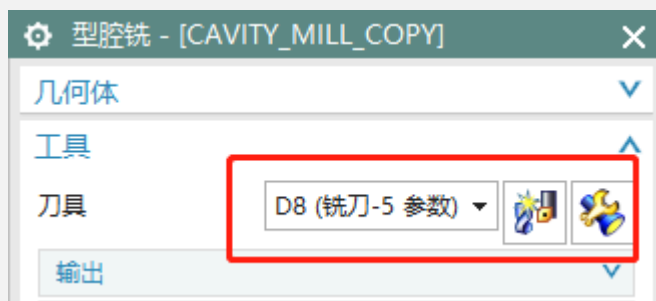 型腔铣 - [CAVITY_MILL_COPY]
几何体
工具
刀具 D8 (铣刀-5 参数)
输出